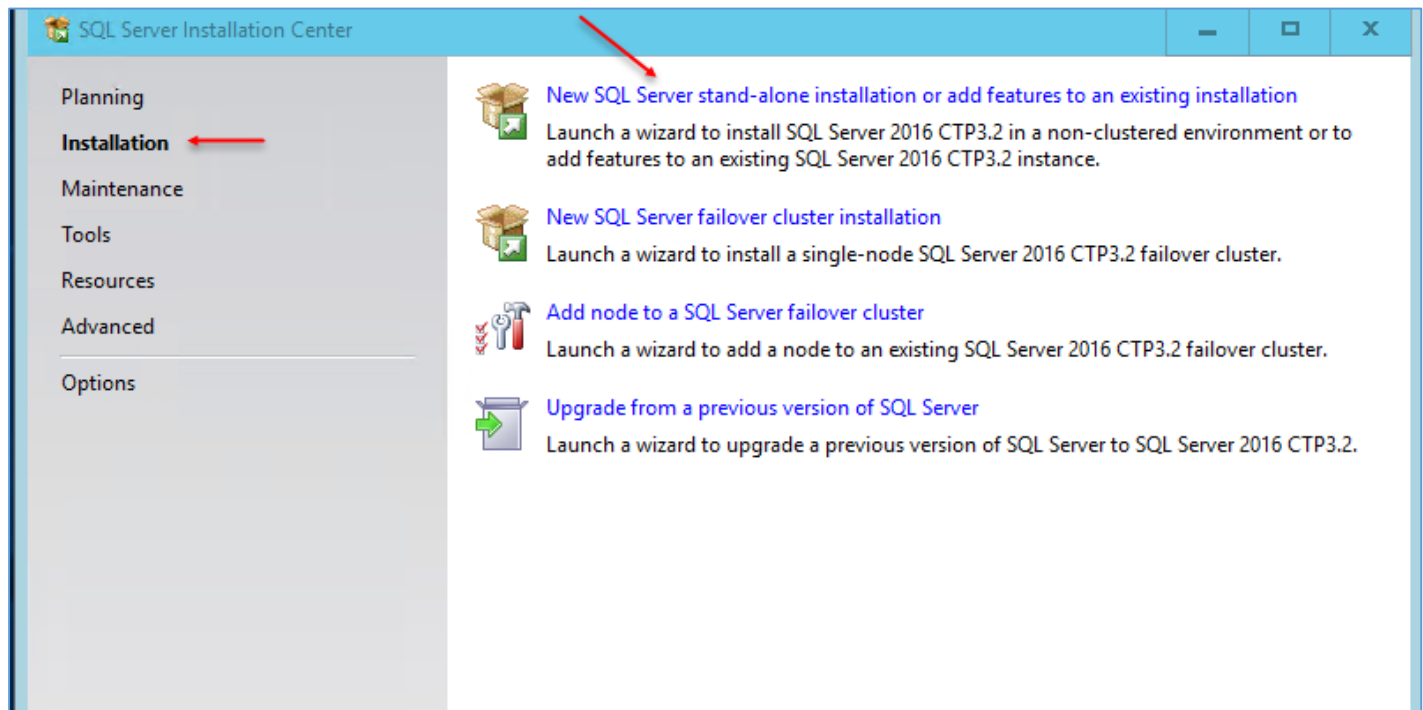 SQL Server Installation Center
Planning
Installation
Maintenance
Tools
Resources
Advanced
Options
New SQL Server stand-alone installation or add features to an existing installation
Launch a wizard to install SQL Server 2016 CTP3.2 in a non-clustered environment or to
add features to an existing SQL Server 2016 CTP3.2 instance.
New SQL Server failover cluster installation
Launch a wizard to install a single-node SQL Server 2016 CTP3.2 failover cluster.
Add node to a SQL Server failover cluster
Launch a wizard to add a node to an existing SQL Server 2016 CTP3.2 failover cluster.
Upgrade from a previous version of SQL Server
Launch a wizard to upgrade a previous version of SQL Server to SQL Server 2016 CTP3.2.